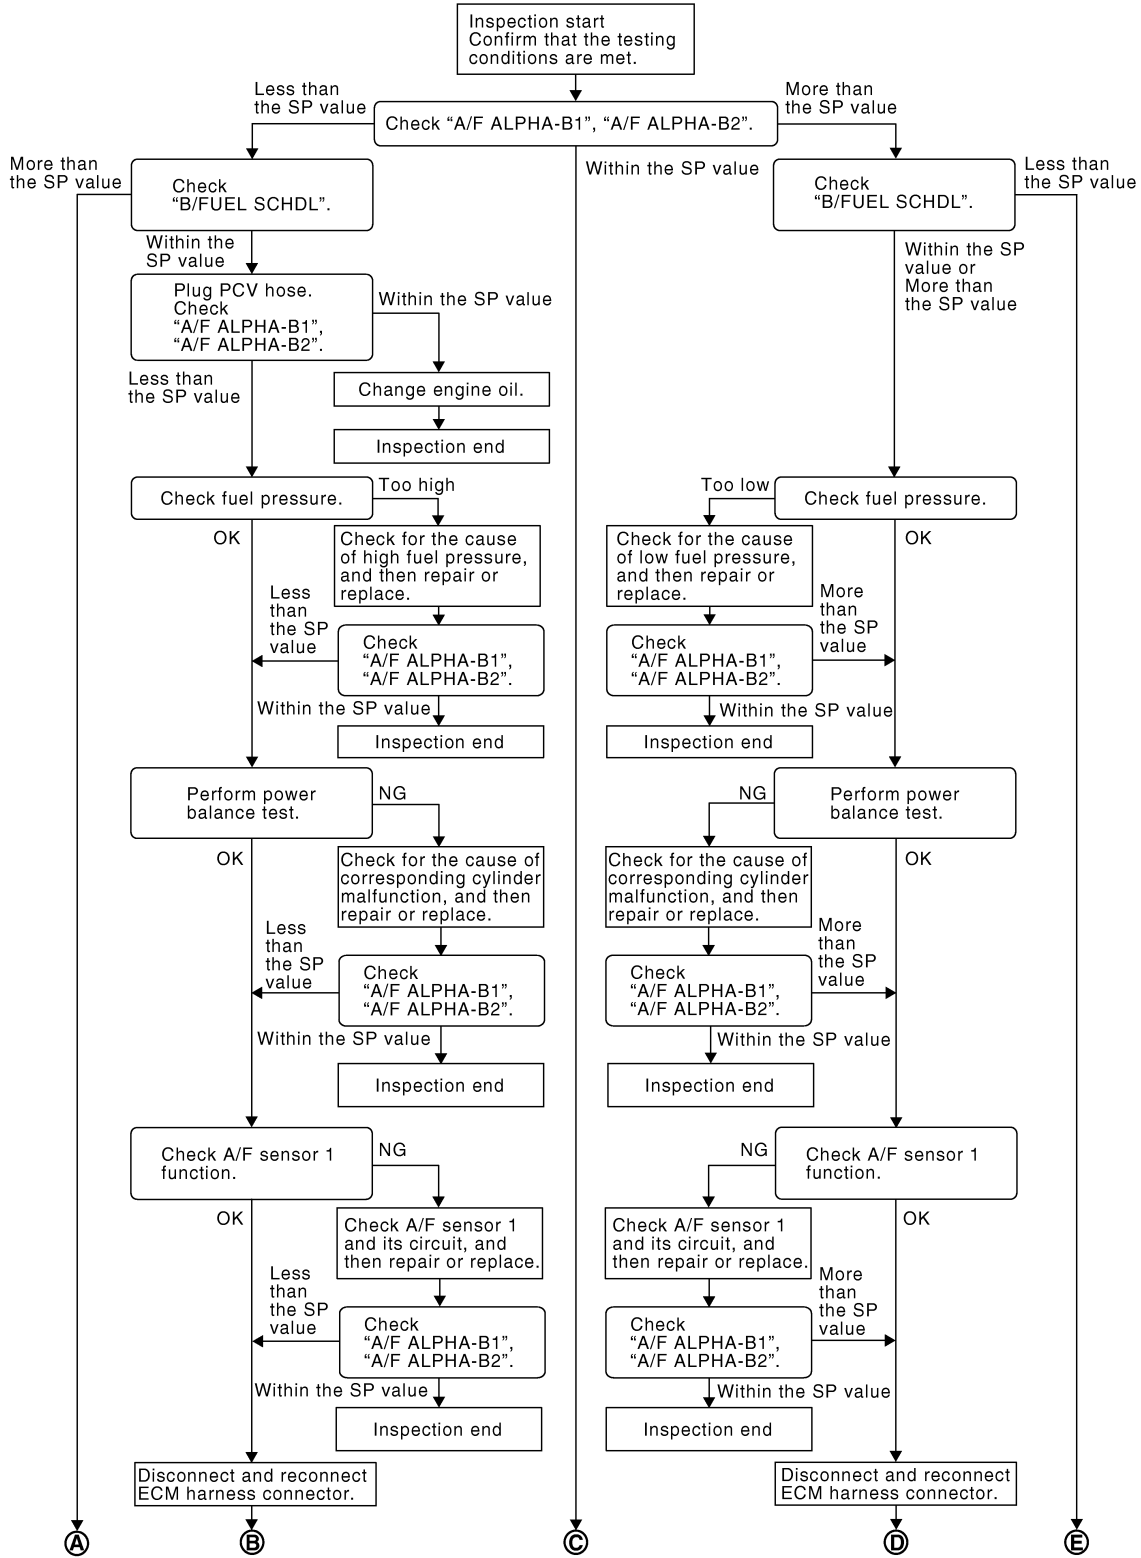 Inspection start
Confirm that the testing
conditions are met.
Less than
the SP value
More than
the SP value
Check “A/F ALPHA-B1”, “A/F ALPHA-B2”.
More than
the SP value
Within the SP value
Less than
the SP value
Check
“B/FUEL SCHDL”.
Check
“B/FUEL SCHDL”.
Within the
SP value
Within the SP
value or
More than
the SP value
Plug PCV hose.
Check
“A/F ALPHA-B1”,
“A/F ALPHA-B2”.
Within the SP value
Less than
the SP value
Change engine oil.
Inspection end
Check fuel pressure.
Too high
Too low
Check fuel pressure.
OK
Check for the cause
of high fuel pressure,
and then repair or
replace.
Check for the cause
of low fuel pressure,
and then repair or
replace.
OK
Less
than
the SP
value
Check
“A/F ALPHA-B1”,
“A/F ALPHA-B2”.
Check
“A/F ALPHA-B1”,
“A/F ALPHA-B2”.
More
than
the SP
value
Within the SP value
Within the SP value
Inspection end
Inspection end
Perform power
balance test.
NG
NG
Perform power
balance test.
OK
Check for the cause of
corresponding cylinder
malfunction, and then
repair or replace.
Check for the cause of
corresponding cylinder
malfunction, and then
repair or replace.
OK
Less
than
the SP
value
Check
“A/F ALPHA-B1”,
“A/F ALPHA-B2”.
Check
“A/F ALPHA-B1”,
“A/F ALPHA-B2”.
More
than
the SP
value
Within the SP value
Within the SP value
Inspection end
Inspection end
Check A/F sensor 1
function.
NG
NG
Check A/F sensor 1
function.
OK
Check A/F sensor 1
and its circuit, and
then repair or replace.
Check A/F sensor 1
and its circuit, and
then repair or replace.
OK
Less
than
the SP
value
Check
“A/F ALPHA-B1”,
“A/F ALPHA-B2”.
Check
“A/F ALPHA-B1”,
“A/F ALPHA-B2”.
More
than
the SP
value
Within the SP value
Within the SP value
Inspection end
Inspection end
Disconnect and reconnect
ECM harness connector.
Disconnect and reconnect
ECM harness connector.
A
B
C
D
E